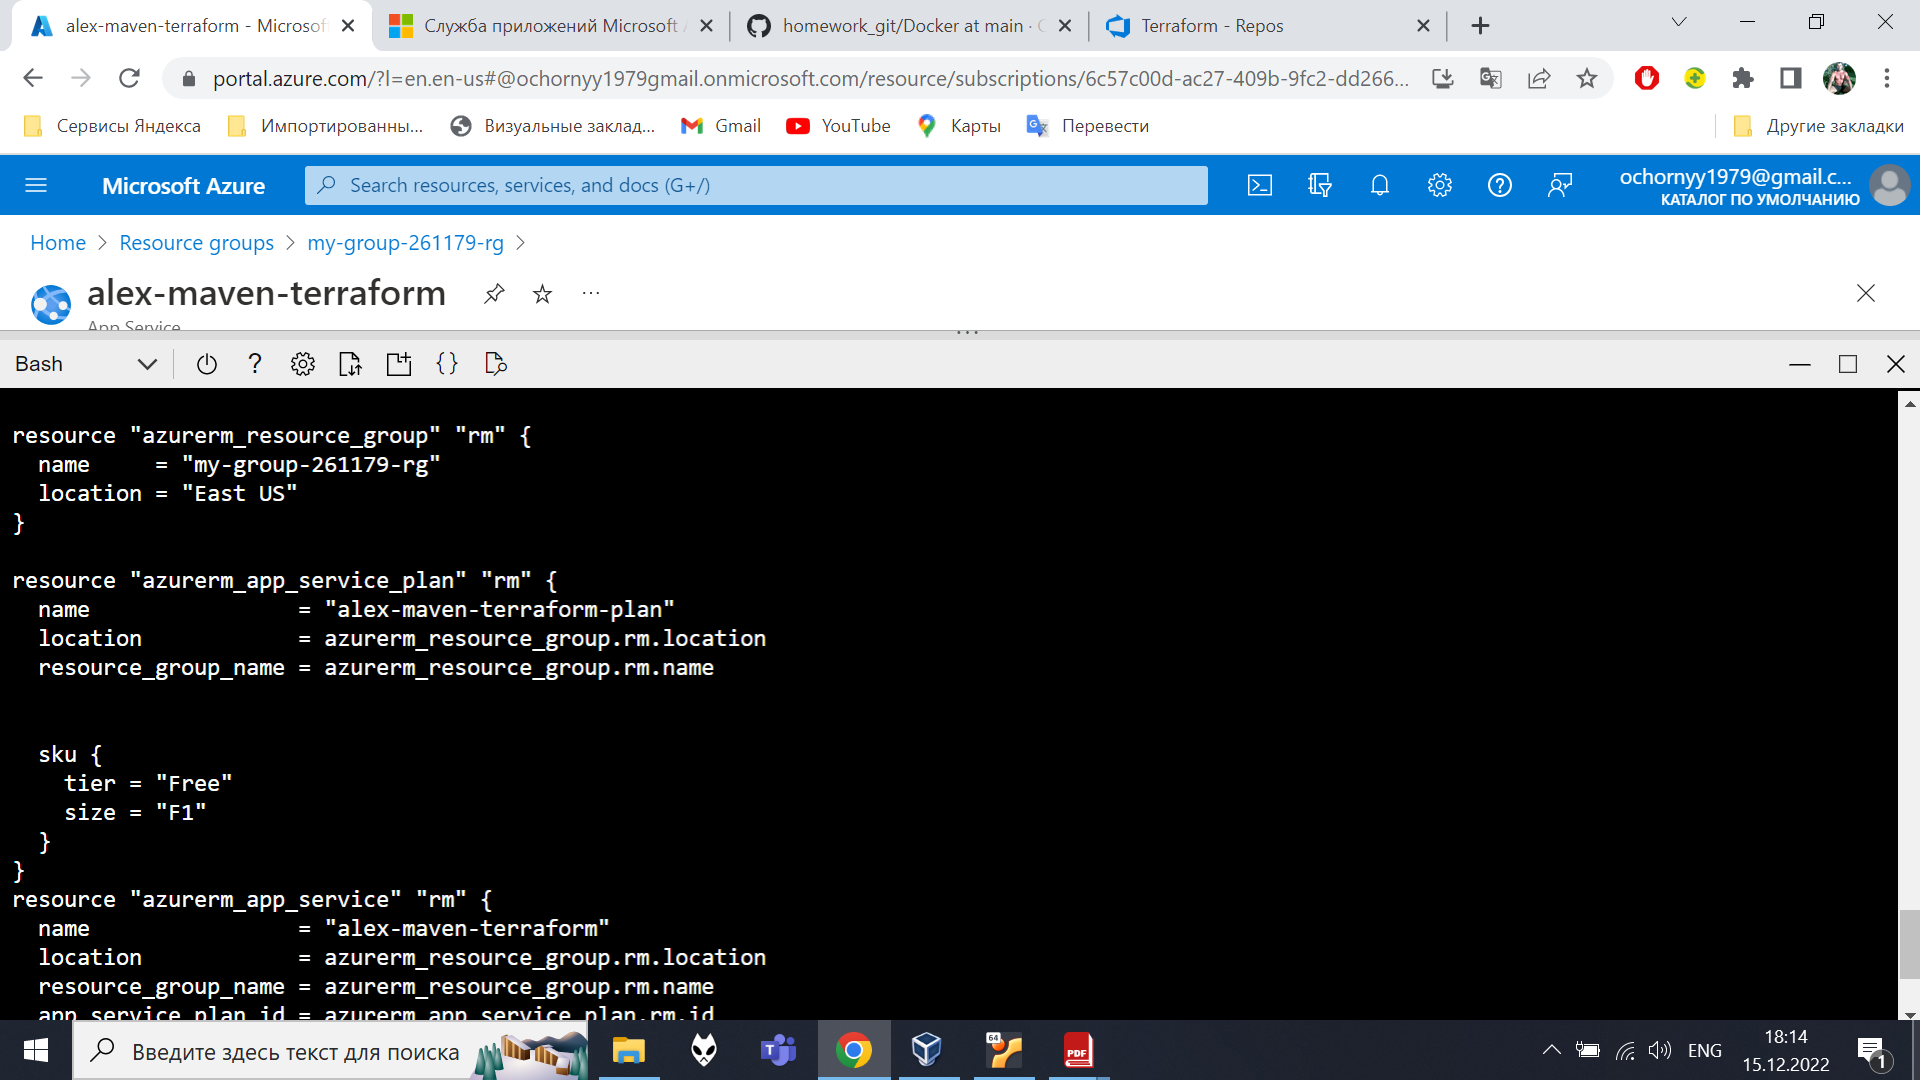 alex-maven-terraform - Microsof
Служба приложений Microsoft
homework_git/Docker at main ·
Terraform - Repos
portal.azure.com/?l=en.en-us#@ochornyy1979gmail.onmicrosoft.com/resource/subscriptions/6c57c00d-ac27-409b-9fc2-dd266...
Сервисы Яндекса
Импортированны...
Визуальные заклад...
Gmail
YouTube
Карты
Перевести
Другие закладки
Microsoft Azure
Search resources, services, and docs (G+/)
ochornyy1979@gmail.c...
КАТАЛОГ ПО УМОЛЧАНИЮ
Home > Resource groups > my-group-261179-rg >
alex-maven-terraform
App Service
Bash
resource "azurerm_resource_group" "rm" {
  name     = "my-group-261179-rg"
  location = "East US"
}
resource "azurerm_app_service_plan" "rm" {
  name                = "alex-maven-terraform-plan"
  location            = azurerm_resource_group.rm.location
  resource_group_name = azurerm_resource_group.rm.name
  sku {
    tier = "Free"
    size = "F1"
  }
}
resource "azurerm_app_service" "rm" {
  name                = "alex-maven-terraform"
  location            = azurerm_resource_group.rm.location
  resource_group_name = azurerm_resource_group.rm.name
  app_service_plan_id = azurerm_app_service_plan.rm.id
Введите здесь текст для поиска
64
PDF
ENG
18:14
15.12.2022
1